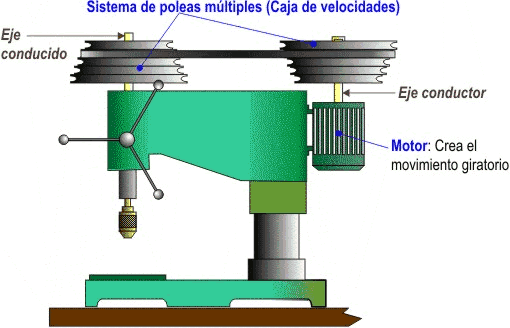 Sistema de poleas múltiples (Caja de velocidades)
Eje
conducido
Eje conductor
Motor: Crea el
movimiento giratorio